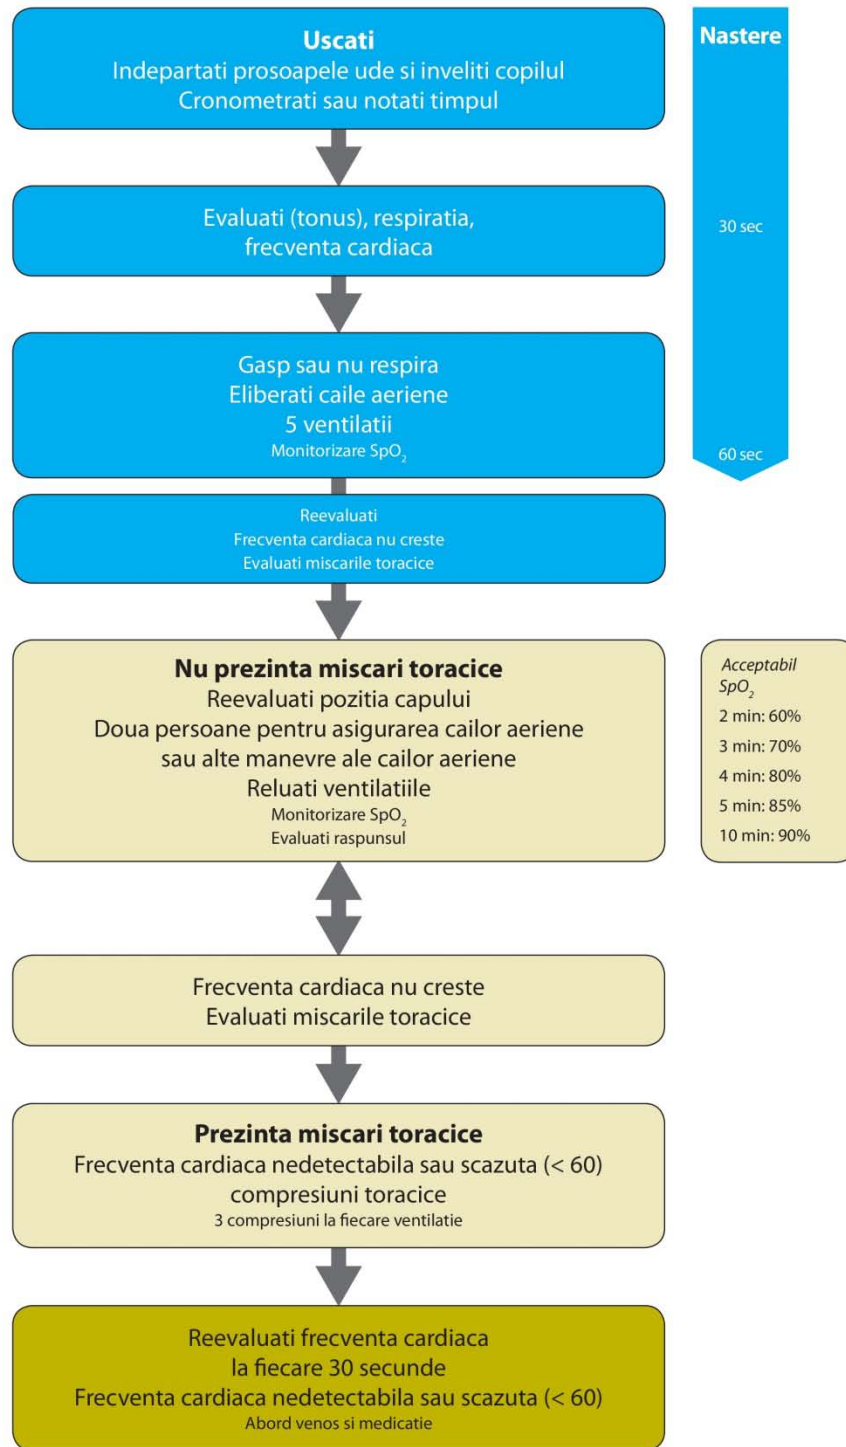 Uscati
Indepartati prosoapele ude si inveliti copilul
Cronometrati sau notati timpul
Nastere
Evaluati (tonus), respiratia,
frecventa cardiaca
30 sec
Gasp sau nu respira
Eliberati caile aeriene
5 ventilatii
Monitorizare SpO₂
60 sec
Reevaluati
Frecventa cardiaca nu creste
Evaluati miscarile toracice
Nu prezinta miscari toracice
Reevaluati pozitia capului
Doua persoane pentru asigurarea cailor aeriene
sau alte manevre ale cailor aeriene
Reluati ventilatiile
Monitorizare SpO₂
Evaluati raspunsul
Acceptabil
SpO₂
2 min: 60%
3 min: 70%
4 min: 80%
5 min: 85%
10 min: 90%
Frecventa cardiaca nu creste
Evaluati miscarile toracice
Prezinta miscari toracice
Frecventa cardiaca nedetectabila sau scazuta (< 60)
compresiuni toracice
3 compresiuni la fiecare ventilatie
Reevaluati frecventa cardiaca
la fiecare 30 secunde
Frecventa cardiaca nedetectabila sau scazuta (< 60)
Abord venos si medicatie